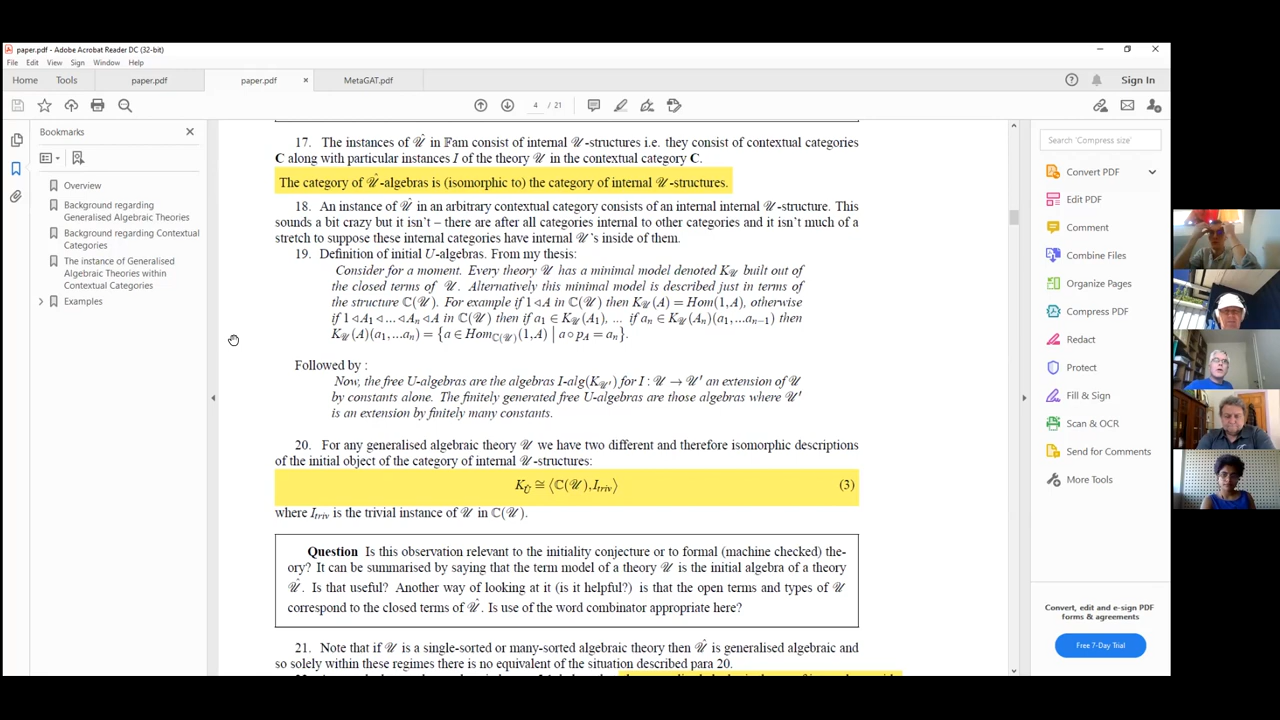 paper.pdf - Adobe Acrobat Reader DC (32-bit)
File Edit View Sign Window Help
Home Tools paper.pdf paper.pdf × MetaGAT.pdf Sign In
4 / 21
Bookmarks
Overview
Background regarding
Generalised Algebraic Theories
Background regarding Contextual
Categories
The instance of Generalised
Algebraic Theories within
Contextual Categories
Examples
17. The instances of 𝒰̂ in 𝔽am consist of internal 𝒰-structures i.e. they consist of contextual categories
C along with particular instances I of the theory 𝒰 in the contextual category C.
The category of 𝒰̂-algebras is (isomorphic to) the category of internal 𝒰-structures.
18. An instance of 𝒰̂ in an arbitrary contextual category consists of an internal internal 𝒰-structure. This
sounds a bit crazy but it isn't – there are after all categories internal to other categories and it isn't much of a
stretch to suppose these internal categories have internal 𝒰's inside of them.
19. Definition of initial U-algebras. From my thesis:
Consider for a moment. Every theory 𝒰 has a minimal model denoted K𝒰 built out of
the closed terms of 𝒰. Alternatively this minimal model is described just in terms of
the structure ℂ(𝒰). For example if 1◁A in ℂ(𝒰) then K𝒰(A) = Hom(1,A), otherwise
if 1◁A₁◁...◁Aₙ◁A in ℂ(𝒰) then if a₁ ∈ K𝒰(A₁), ... if aₙ ∈ K𝒰(Aₙ)(a₁,...aₙ₋₁) then
K𝒰(A)(a₁,...aₙ) = {a ∈ Homℂ(𝒰)(1,A) | a ∘ p_A = aₙ}.
Followed by :
Now, the free U-algebras are the algebras I-alg(K𝒰′) for I : 𝒰 → 𝒰′ an extension of 𝒰
by constants alone. The finitely generated free U-algebras are those algebras where 𝒰′
is an extension by finitely many constants.
20. For any generalised algebraic theory 𝒰 we have two different and therefore isomorphic descriptions
of the initial object of the category of internal 𝒰-structures:
K_Û ≅ ⟨ℂ(𝒰),I_triv⟩ (3)
where I_triv is the trivial instance of 𝒰 in ℂ(𝒰).
Question Is this observation relevant to the initiality conjecture or to formal (machine checked) the-
ory? It can be summarised by saying that the term model of a theory 𝒰 is the initial algebra of a theory
𝒰̂. Is that useful? Another way of looking at it (is it helpful?) is that the open terms and types of 𝒰
correspond to the closed terms of 𝒰̂. Is use of the word combinator appropriate here?
21. Note that if 𝒰 is a single-sorted or many-sorted algebraic theory then 𝒰̂ is generalised algebraic and
so solely within these regimes there is no equivalent of the situation described para 20.
Search 'Compress size'
Convert PDF
Edit PDF
Comment
Combine Files
Organize Pages
Compress PDF
Redact
Protect
Fill & Sign
Scan & OCR
Send for Comments
More Tools
Convert, edit and e-sign PDF
forms & agreements
Free 7-Day Trial